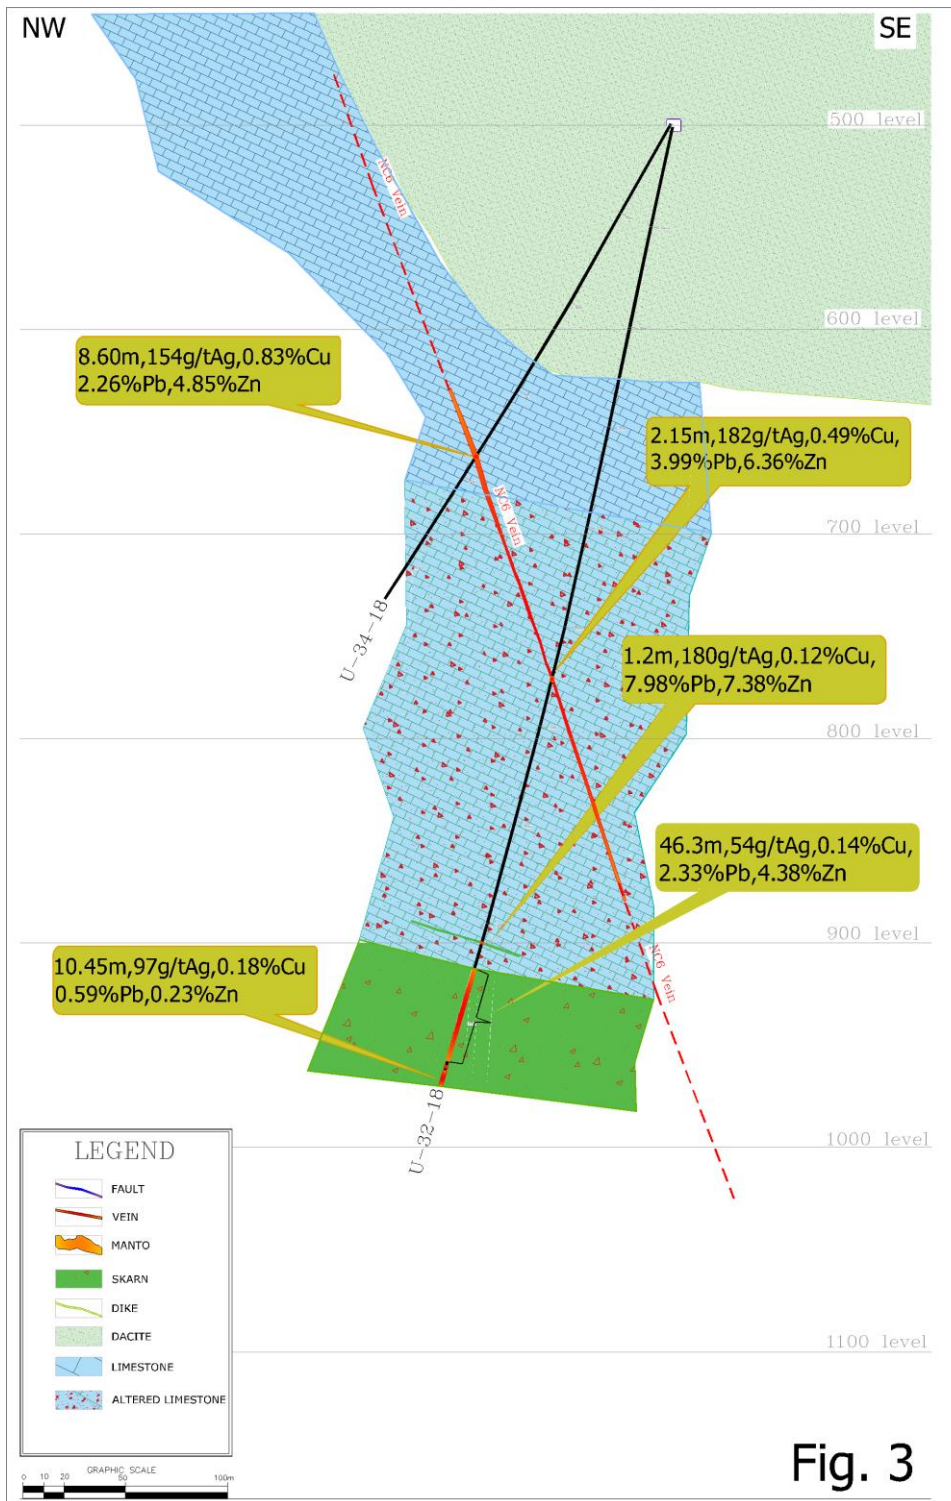 NW
SE
500 level
NC6 Vein
600 level
8.60m,154g/tAg,0.83%Cu
2.26%Pb,4.85%Zn
2.15m,182g/tAg,0.49%Cu,
3.99%Pb,6.36%Zn
NC6 Vein
700 level
U-34-18
1.2m,180g/tAg,0.12%Cu,
7.98%Pb,7.38%Zn
800 level
46.3m,54g/tAg,0.14%Cu,
2.33%Pb,4.38%Zn
900 level
NC6 Vein
10.45m,97g/tAg,0.18%Cu
0.59%Pb,0.23%Zn
U-32-18
1000 level
LEGEND
FAULT
VEIN
MANTO
SKARN
DIKE
DACITE
LIMESTONE
ALTERED LIMESTONE
1100 level
GRAPHIC SCALE
0 10 20 50 100m
Fig. 3